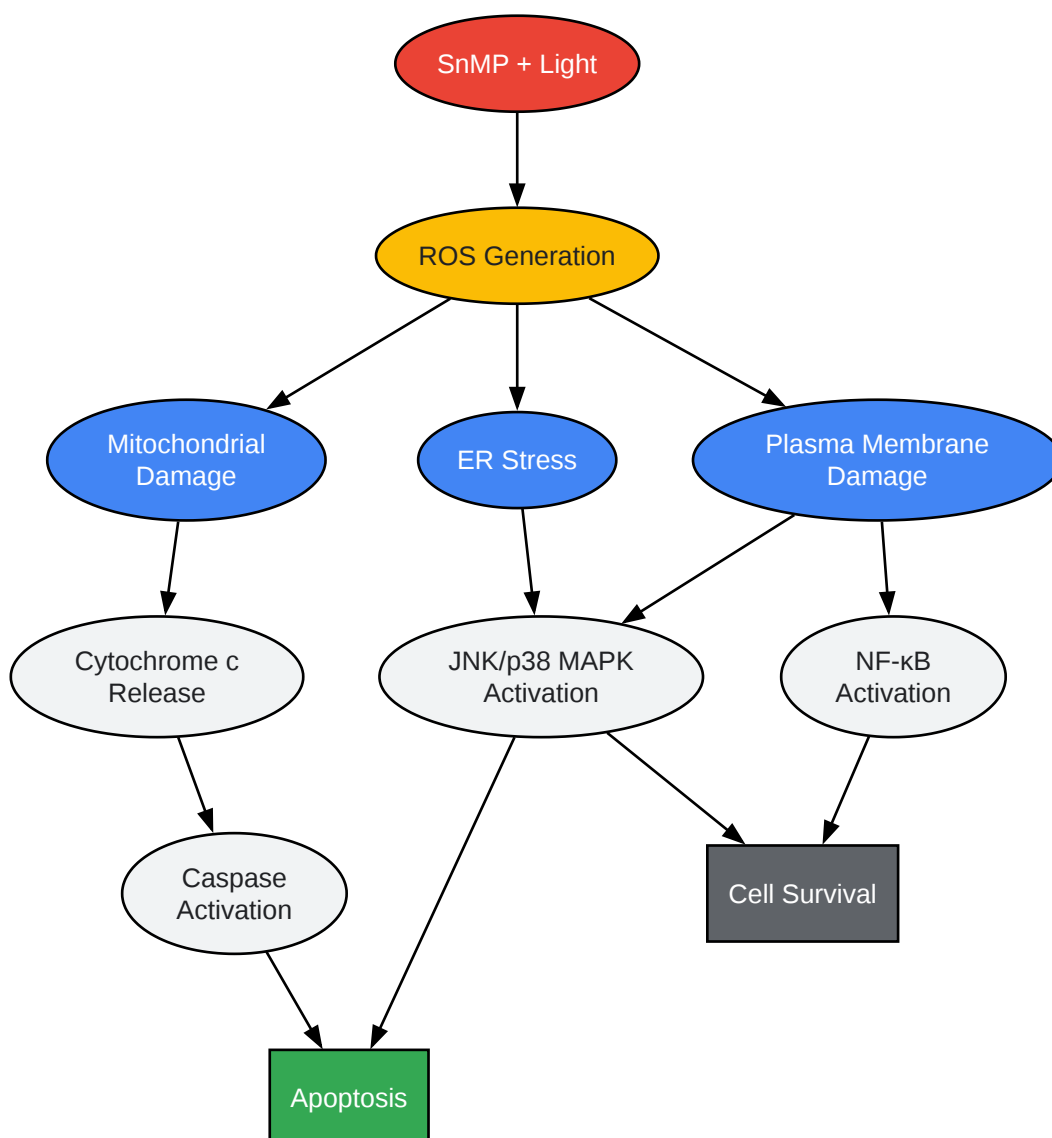 SnMP + Light
ROS Generation
Mitochondrial
Damage
ER Stress
Plasma Membrane
Damage
Cytochrome c
Release
JNK/p38 MAPK
Activation
NF-κB
Activation
Caspase
Activation
Cell Survival
Apoptosis